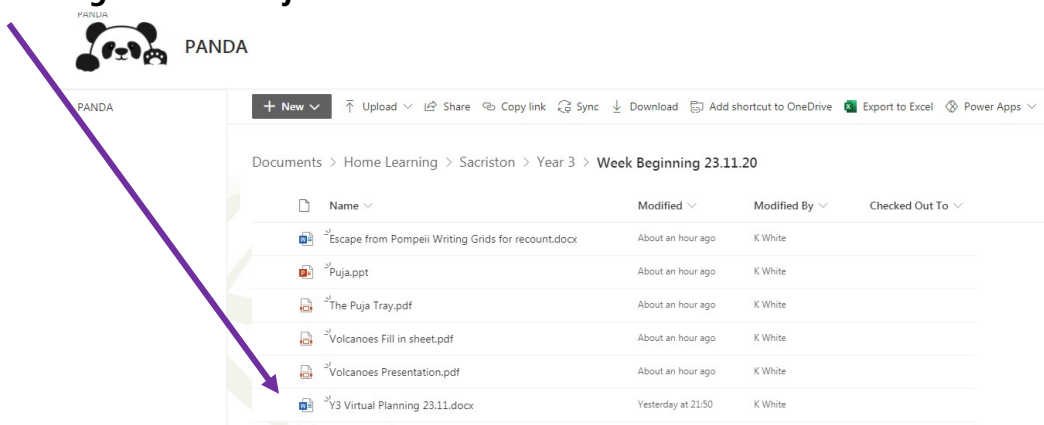 PANDA
PANDA
PANDA
New Upload Share Copy link Sync Download Add shortcut to OneDrive Export to Excel Power Apps
Documents > Home Learning > Sacriston > Year 3 > Week Beginning 23.11.20
Name Modified Modified By Checked Out To
Escape from Pompeii Writing Grids for recount.docx About an hour ago K White
Puja.ppt About an hour ago K White
The Puja Tray.pdf About an hour ago K White
Volcanoes Fill in sheet.pdf About an hour ago K White
Volcanoes Presentation.pdf About an hour ago K White
Y3 Virtual Planning 23.11.docx Yesterday at 21:50 K White